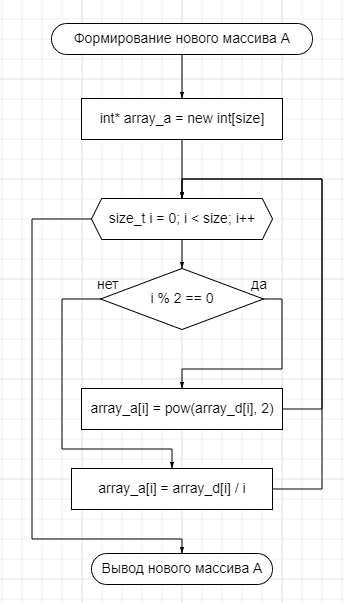 Формирование нового массива А
int* array_a = new int[size]
size_t i = 0; i < size; i++
нет
да
i % 2 == 0
array_a[i] = pow(array_d[i], 2)
array_a[i] = array_d[i] / i
Вывод нового массива А